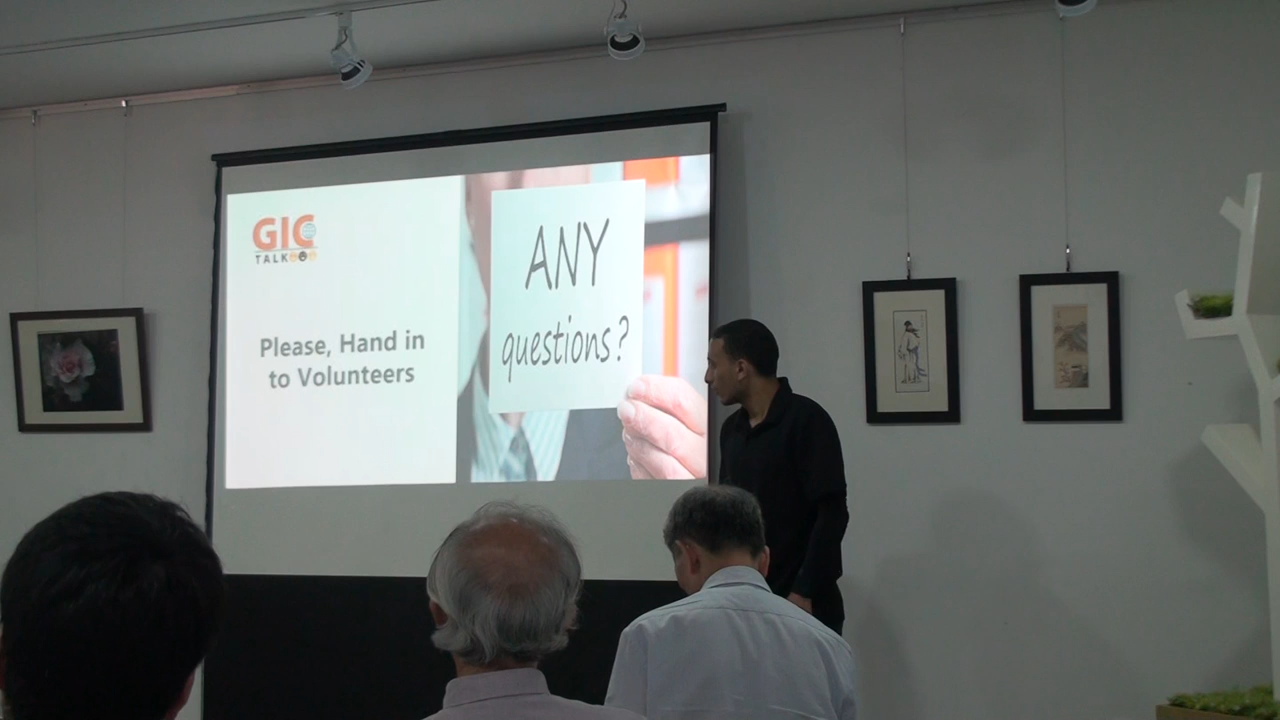 GIC
TALK
Please, Hand in
to Volunteers
ANY
questions?